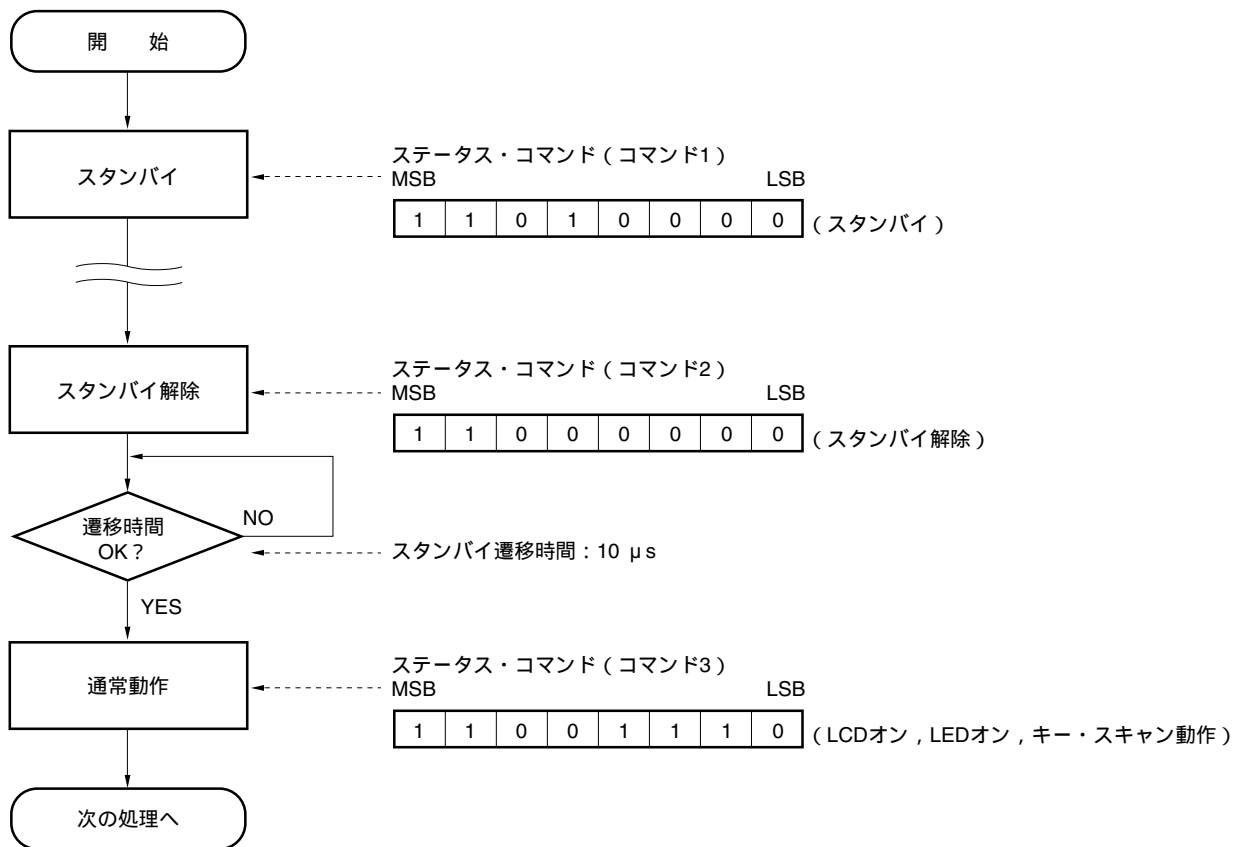 開　始
スタンバイ
ステータス・コマンド（コマンド1）
MSB LSB
1 1 0 1 0 0 0 0 （スタンバイ）
スタンバイ解除
ステータス・コマンド（コマンド2）
MSB LSB
1 1 0 0 0 0 0 0 （スタンバイ解除）
遷移時間
OK？
NO
スタンバイ遷移時間：10 μs
YES
通常動作
ステータス・コマンド（コマンド3）
MSB LSB
1 1 0 0 1 1 1 0 （LCDオン，LEDオン，キー・スキャン動作）
次の処理へ